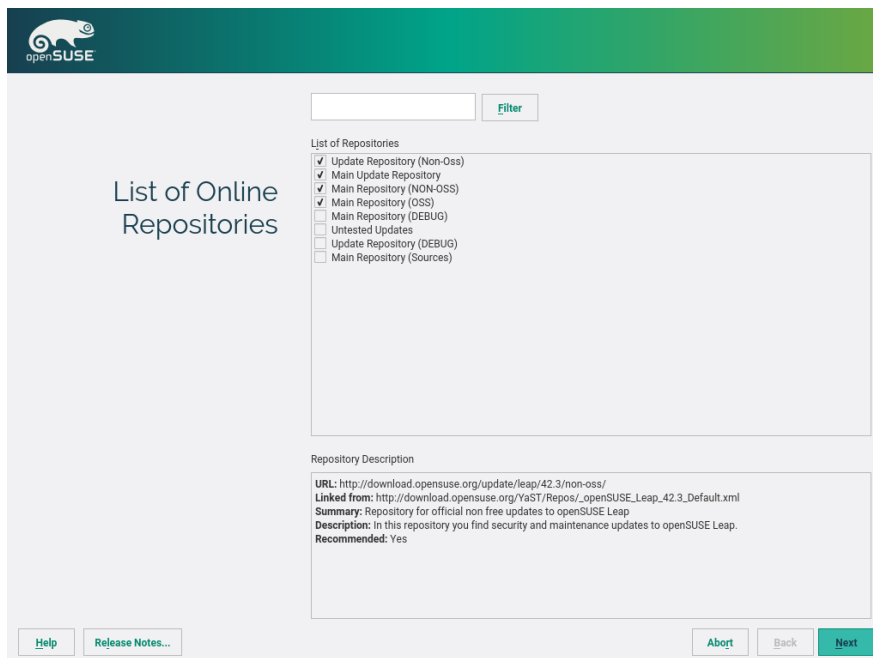 openSUSE
Filter
List of Repositories
List of Online
Repositories
Update Repository (Non-Oss)
Main Update Repository
Main Repository (NON-OSS)
Main Repository (OSS)
Main Repository (DEBUG)
Untested Updates
Update Repository (DEBUG)
Main Repository (Sources)
Repository Description
URL: http://download.opensuse.org/update/leap/42.3/non-oss/
Linked from: http://download.opensuse.org/YaST/Repos/_openSUSE_Leap_42.3_Default.xml
Summary: Repository for official non free updates to openSUSE Leap
Description: In this repository you find security and maintenance updates to openSUSE Leap.
Recommended: Yes
Help
Release Notes...
Abort
Back
Next